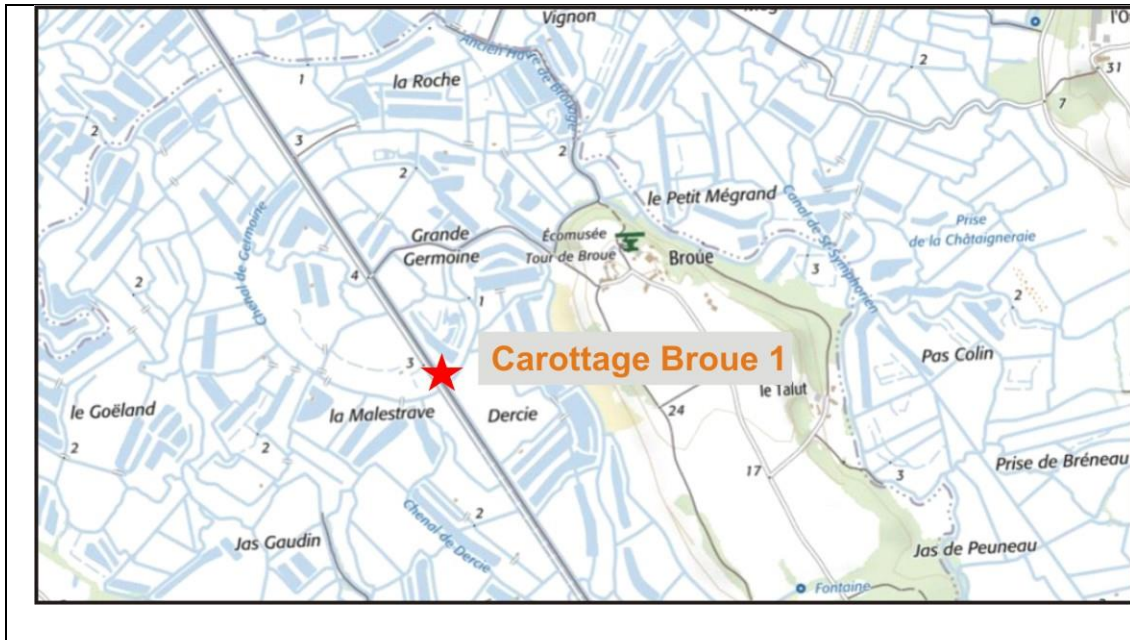 Vignon
l'O
31
7
2
1
la Roche
Ancien Havre de Brouage
2
3
2
2
le Petit Mégrand
Canal de St-Symphorien
Prise
de la Châtaigneraie
Grande
Germoine
Écomusée
Tour de Broue
Broue
3
2
4
2
Chenal de Germoine
1
Carottage Broue 1
Pas Colin
3
le Talut
le Goëland
la Malestrave
Dercie
24
2
2
17
3
Prise de Bréneau
Chenal de Dercie
2
Jas Gaudin
Jas de Peuneau
Fontaine